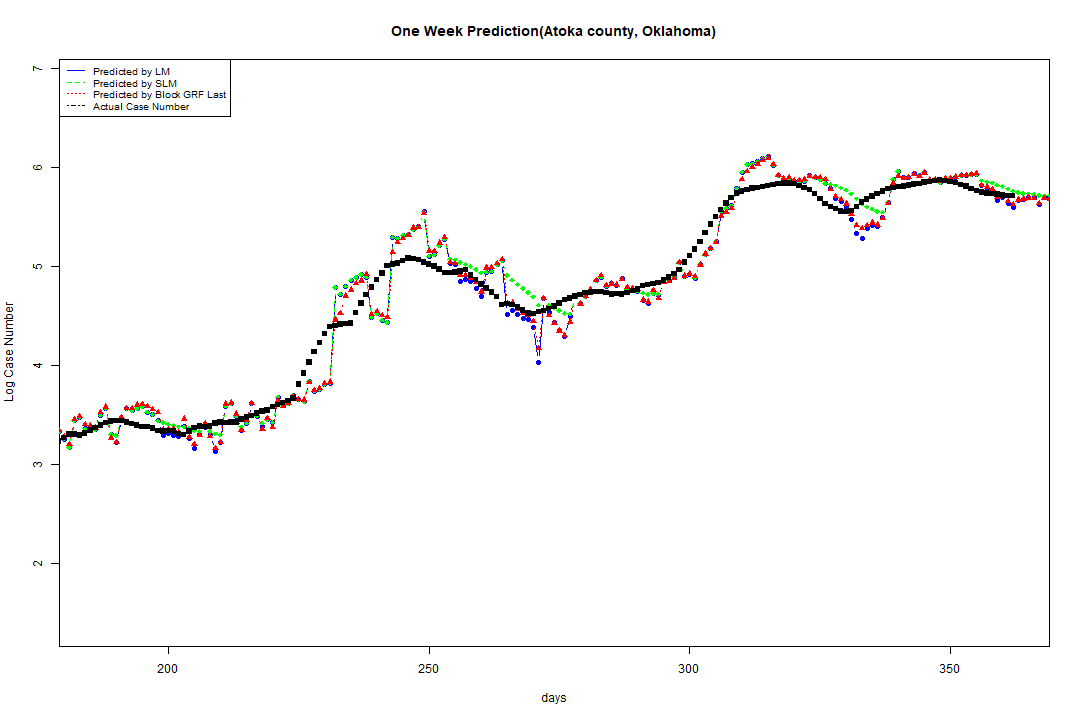 One Week Prediction(Atoka county, Oklahoma)
Predicted by LM
Predicted by SLM
Predicted by Block GRF Last
Actual Case Number
7
6
5
4
3
2
Log Case Number
200 250 300 350
days